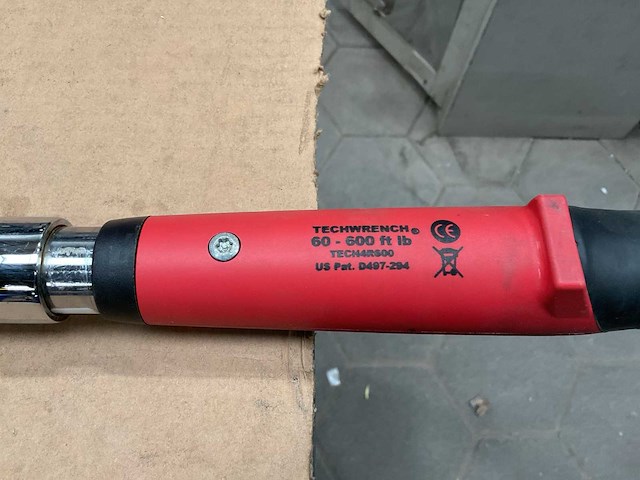 TECHWRENCH®
60 - 600 ft lb
TECH4R600
US Pat. D497-294
CE